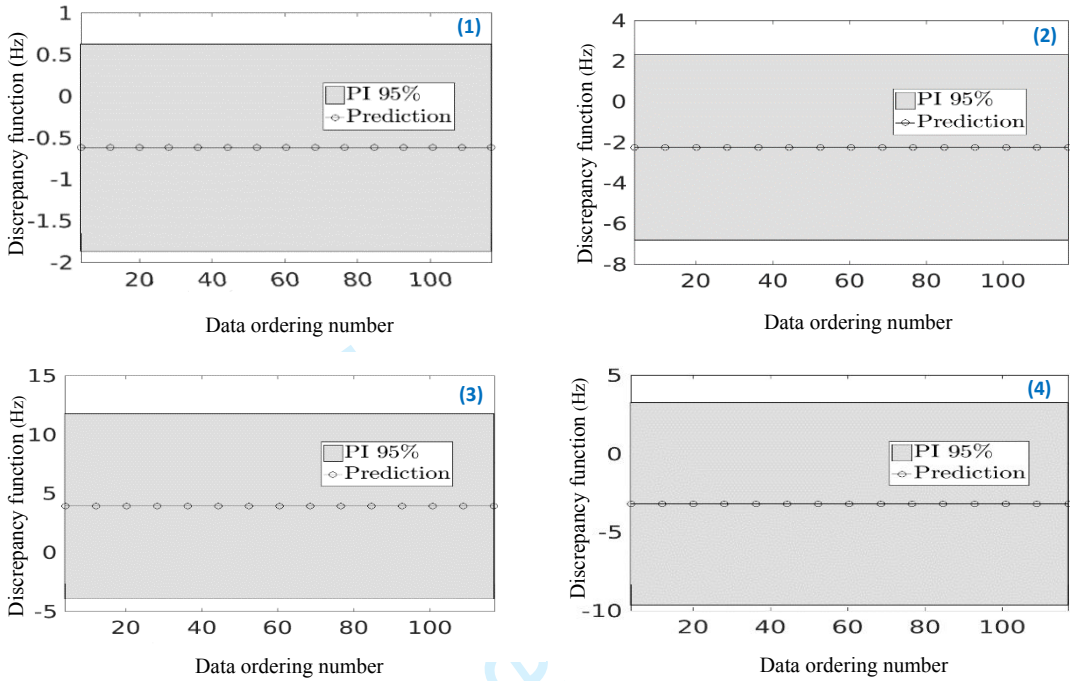 1
(1)
0.5
0
-0.5
-1
-1.5
-2
PI 95%
Prediction
20 40 60 80 100
Discrepancy function (Hz)
Data ordering number
4
(2)
2
0
-2
-4
-6
-8
PI 95%
Prediction
20 40 60 80 100
Discrepancy function (Hz)
Data ordering number
15
(3)
10
5
0
-5
PI 95%
Prediction
20 40 60 80 100
Discrepancy function (Hz)
Data ordering number
5
(4)
0
-5
-10
PI 95%
Prediction
20 40 60 80 100
Discrepancy function (Hz)
Data ordering number